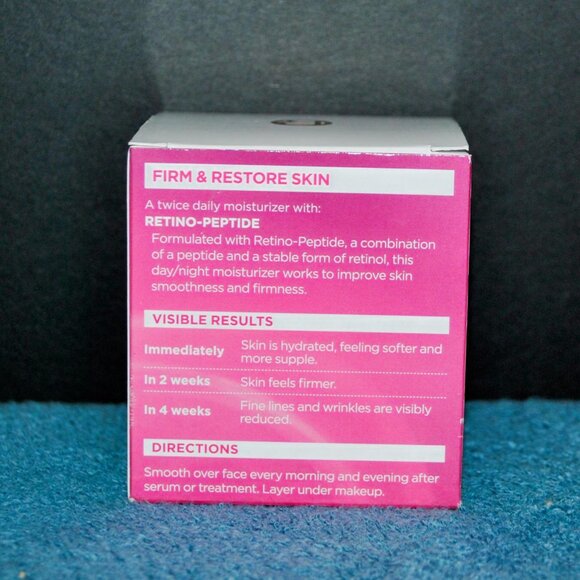 FIRM & RESTORE SKIN
A twice daily moisturizer with:
RETINO-PEPTIDE
Formulated with Retino-Peptide, a combination
of a peptide and a stable form of retinol, this
day/night moisturizer works to improve skin
smoothness and firmness.
VISIBLE RESULTS
Immediately Skin is hydrated, feeling softer and
more supple.
In 2 weeks Skin feels firmer.
In 4 weeks Fine lines and wrinkles are visibly
reduced.
DIRECTIONS
Smooth over face every morning and evening after
serum or treatment. Layer under makeup.